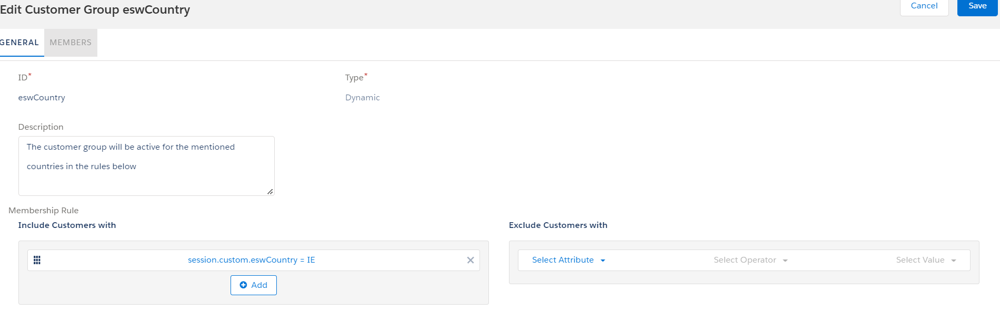 Edit Customer Group eswCountry
Cancel
Save
GENERAL
MEMBERS
ID*
Type*
eswCountry
Dynamic
Description
The customer group will be active for the mentioned
countries in the rules below
Membership Rule
Include Customers with
Exclude Customers with
session.custom.eswCountry = IE
Select Attribute
Select Operator
Select Value
Add